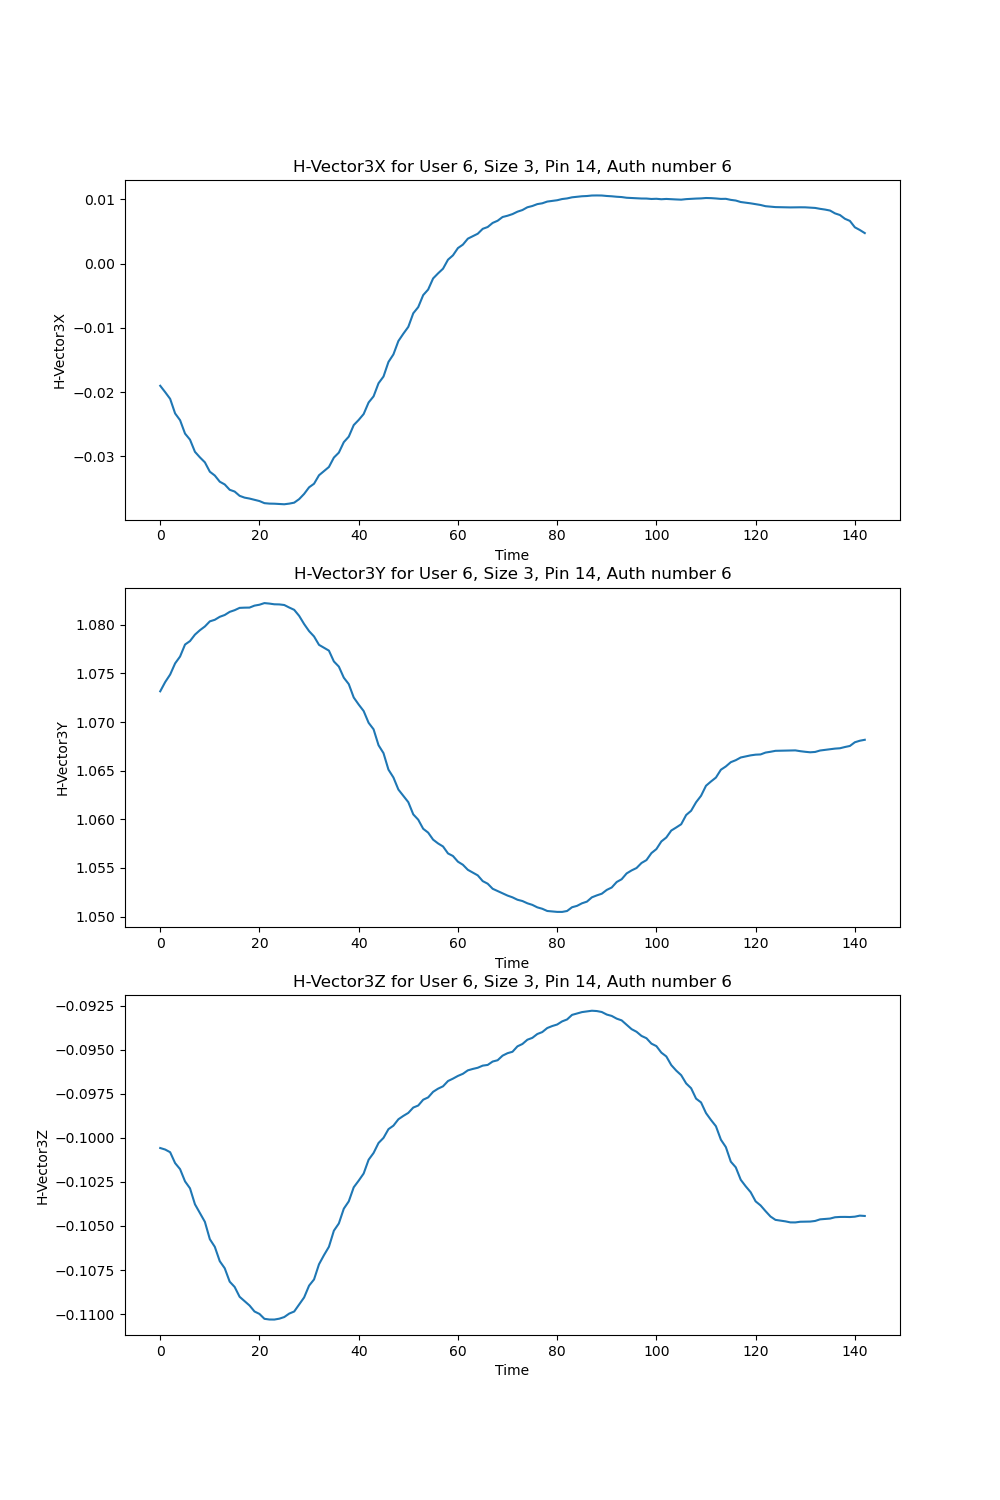 H-Vector3X for User 6, Size 3, Pin 14, Auth number 6
0.01
0.00
−0.01
−0.02
−0.03
H-Vector3X
0 20 40 60 80 100 120 140
Time
H-Vector3Y for User 6, Size 3, Pin 14, Auth number 6
1.080
1.075
1.070
1.065
1.060
1.055
1.050
H-Vector3Y
0 20 40 60 80 100 120 140
Time
H-Vector3Z for User 6, Size 3, Pin 14, Auth number 6
−0.0925
−0.0950
−0.0975
−0.1000
−0.1025
−0.1050
−0.1075
−0.1100
H-Vector3Z
0 20 40 60 80 100 120 140
Time